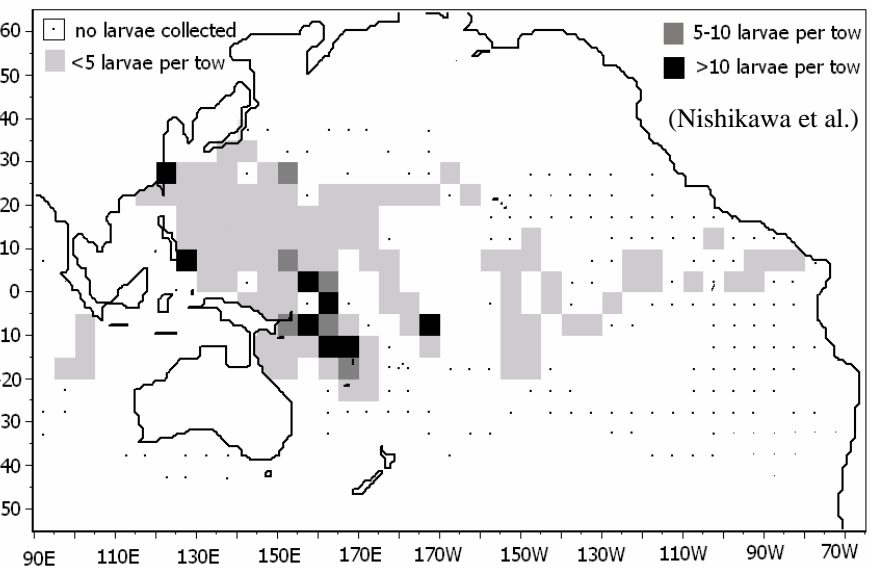 no larvae collected
<5 larvae per tow
5-10 larvae per tow
>10 larvae per tow
(Nishikawa et al.)
60
50
40
30
20
10
0
-10
-20
30
40
50
90E 110E 130E 150E 170E 170W 150W 130W 110W 90W 70W